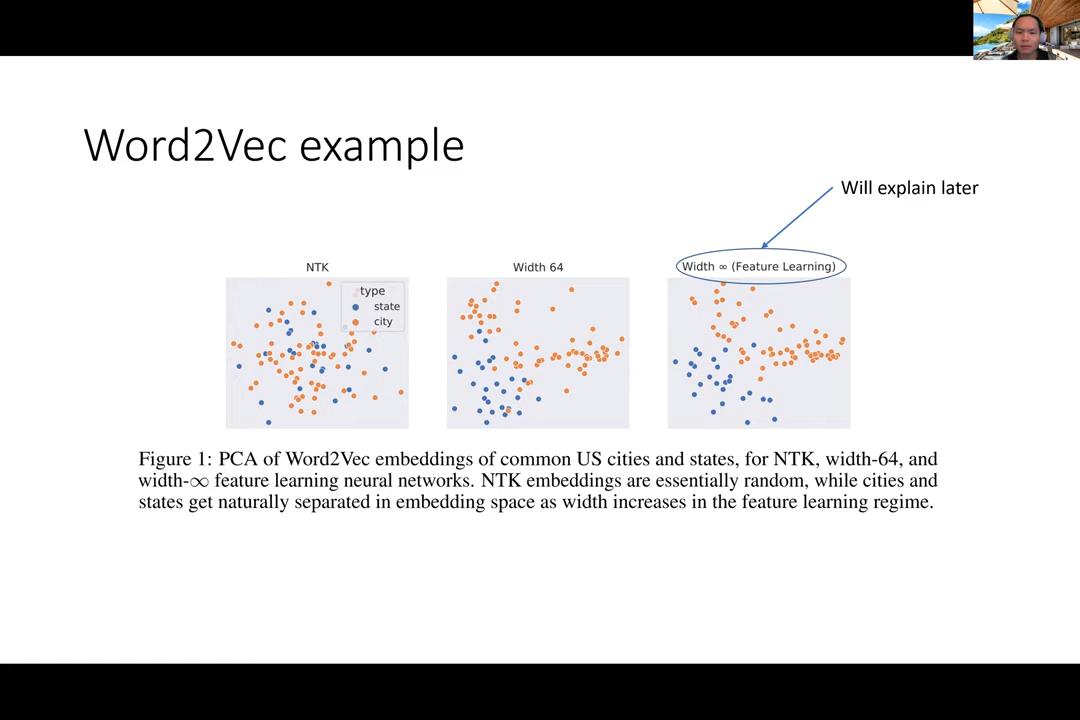 Word2Vec example
Will explain later
NTK
Width 64
Width ∞ (Feature Learning)
type
state
city
Figure 1: PCA of Word2Vec embeddings of common US cities and states, for NTK, width-64, and
width-∞ feature learning neural networks. NTK embeddings are essentially random, while cities and
states get naturally separated in embedding space as width increases in the feature learning regime.